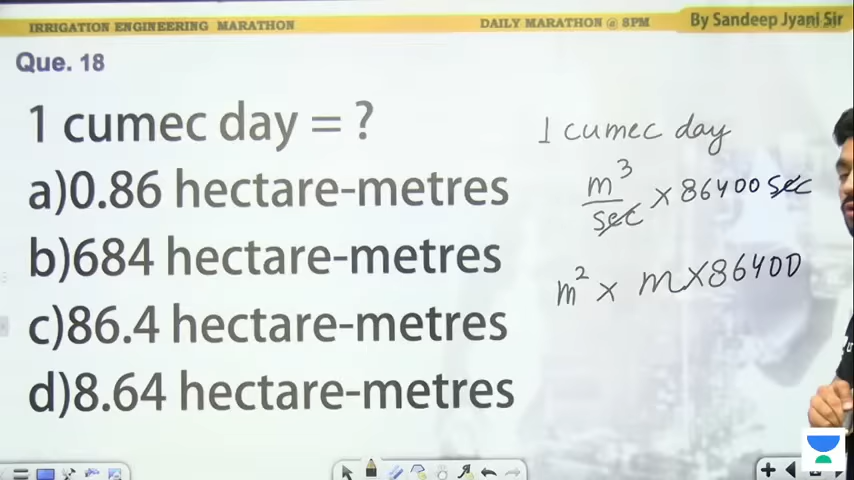 IRRIGATION ENGINEERING MARATHON
DAILY MARATHON @ 8PM
By Sandeep Jyani Sir
Que. 18
1 cumec day = ?
a)0.86 hectare-metres
b)684 hectare-metres
c)86.4 hectare-metres
d)8.64 hectare-metres
1 cumec day
m³/sec × 86400 sec
m² × m×86400